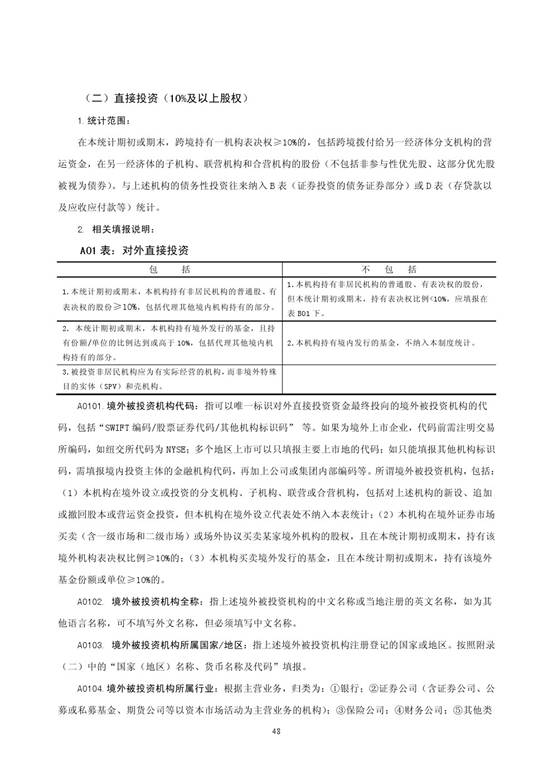 （二）直接投资（10%及以上股权）
1.统计范围：
在本统计期初或期末，跨境持有一机构表决权≥10%的，包括跨境拨付给另一经济体分支机构的营
运资金，在另一经济体的子机构、联营机构和合营机构的股份（不包括非参与性优先股、这部分优先股
被视为债券）。与上述机构的债务性投资往来纳入 B 表（证券投资的债务证券部分）或 D 表（存贷款以
及应收应付款等）统计。
2. 相关填报说明：
A01 表：对外直接投资
包 括
不 包 括
1.本统计期初或期末，本机构持有非居民机构的普通股、有
表决权的股份≥10%，包括代理其他境内机构持有的部分。
1.本机构持有非居民机构的普通股、有表决权的股份，
但本统计期初或期末，持有表决权比例<10%，应填报在
表 B01 下。
2. 本统计期初或期末，本机构持有境外发行的基金，且持
有份额/单位的比例达到或高于 10%，包括代理其他境内机
构持有的部分。
2.本机构持有境内发行的基金，不纳入本制度统计。
3.被投资非居民机构应为有实际经营的机构，而非境外特殊
目的实体（SPV）和壳机构。
A0101.境外被投资机构代码：指可以唯一标识对外直接投资资金最终投向的境外被投资机构的代
码，包括“SWIFT 编码/股票证券代码/其他机构标识码” 等。如果为境外上市企业，代码前需注明交易
所编码，如纽交所代码为 NYSE；多个地区上市可以只填报主要上市地的代码；如只能填报其他机构标识
码，需填报境内投资主体的金融机构代码，再加上公司或集团内部编码等。所谓境外被投资机构，包括：
（1）本机构在境外设立或投资的分支机构、子机构、联营或合营机构，包括对上述机构的新设、追加
或撤回股本或营运资金投资，但本机构在境外设立代表处不纳入本表统计；（2）本机构在境外证券市场
买卖（含一级市场和二级市场）或场外协议买卖某家境外机构的股权，且在本统计期初或期末，持有该
境外机构表决权比例≥10%的；（3）本机构买卖境外发行的基金，且在本统计期初或期末，持有该境外
基金份额或单位≥10%的。
A0102. 境外被投资机构全称：指上述境外被投资机构的中文名称或当地注册的英文名称，如为其
他语言名称，可不填写外文名称，但必须填写中文名称。
A0103. 境外被投资机构所属国家/地区：指上述境外被投资机构注册登记的国家或地区。按照附录
（二）中的“国家（地区）名称、货币名称及代码”填报。
A0104.境外被投资机构所属行业：根据主营业务，归类为：①银行；②证券公司（含证券公司、公
募或私募基金、期货公司等以资本市场活动为主营业务的机构）；③保险公司；④财务公司；⑤其他类
48